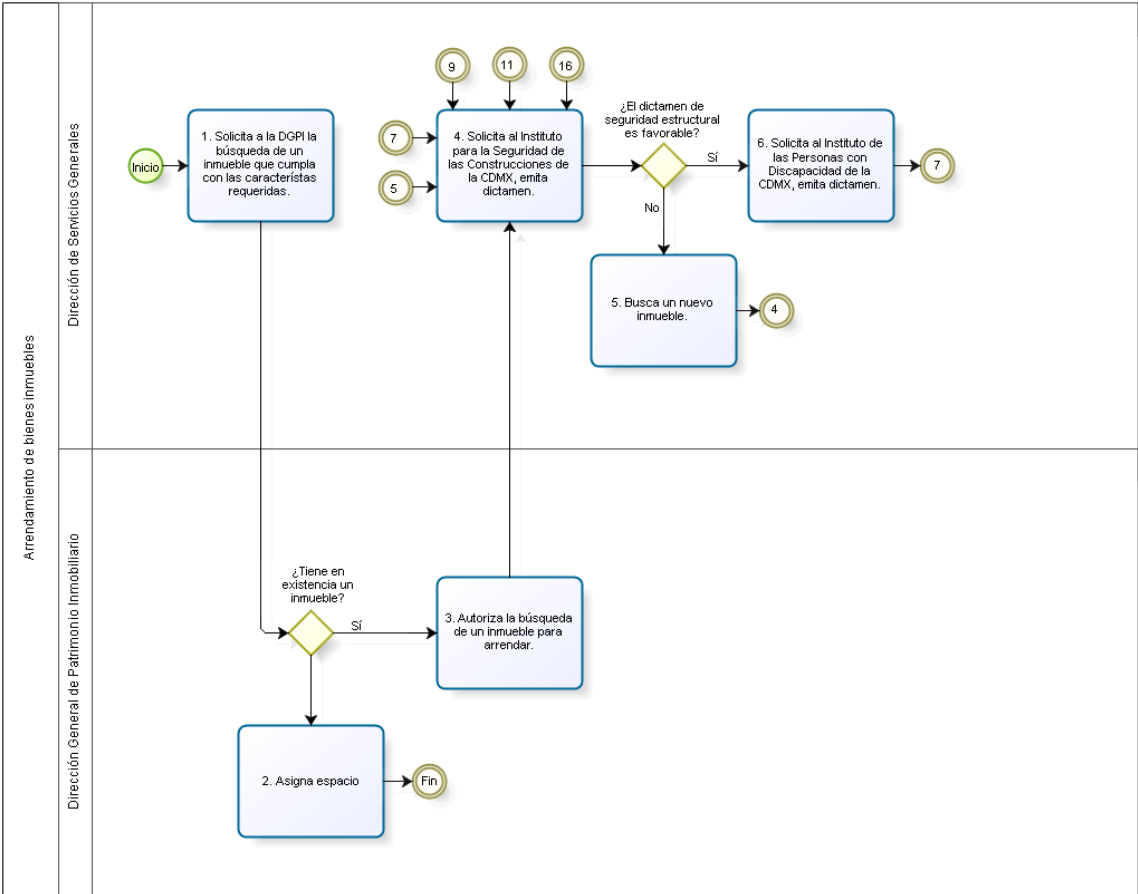 Arrendamiento de bienes inmuebles
Dirección de Servicios Generales
Inicio
1. Solicita a la DGPI la
búsqueda de un
inmueble que cumpla
con las característas
requeridas.
9
11
16
7
5
4. Solicita al Instituto
para la Seguridad de
las Construcciones de
la CDMX, emita
dictamen.
¿El dictamen de
seguridad estructural
es favorable?
Sí
No
6. Solicita al Instituto de
las Personas con
Discapacidad de la
CDMX, emita dictamen.
7
5. Busca un nuevo
inmueble.
4
Dirección General de Patrimonio Inmobiliario
¿Tiene en
existencia un
inmueble?
Sí
3. Autoriza la búsqueda
de un inmueble para
arrendar.
2. Asigna espacio
Fin